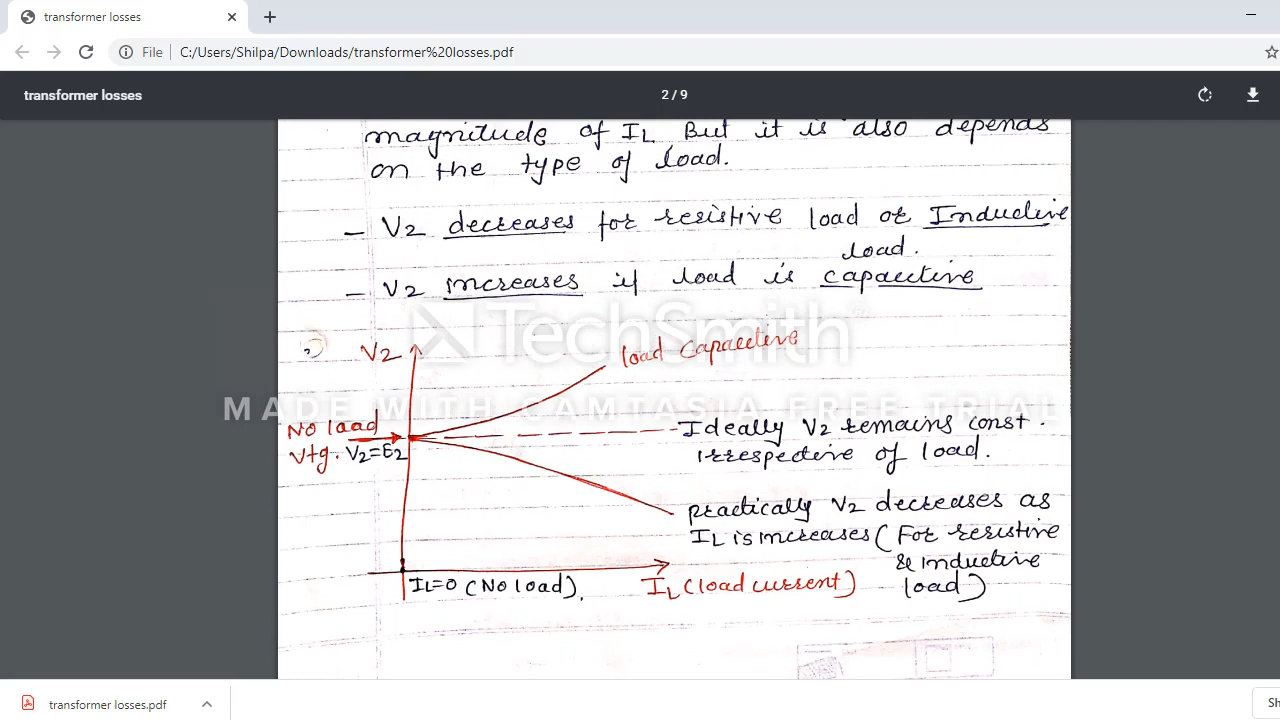 transformer losses
File C:/Users/Shilpa/Downloads/transformer%20losses.pdf
transformer losses
2 / 9
magnitude of IL But it is also depends
on the type of load.
– V2 decreases for resistive load or Inductive
load.
– V2 increases if load is capacitive
TechSmith
MADE WITH CAMTASIA FREE TRIAL
V2
load capacitive
No load
Vtg. V2=E2
Ideally V2 remains const.
irrespective of load.
practically V2 decreases as
IL is increases (For resistive
& inductive
load)
IL=0 (No load).
IL (load current)
transformer losses.pdf
Sh